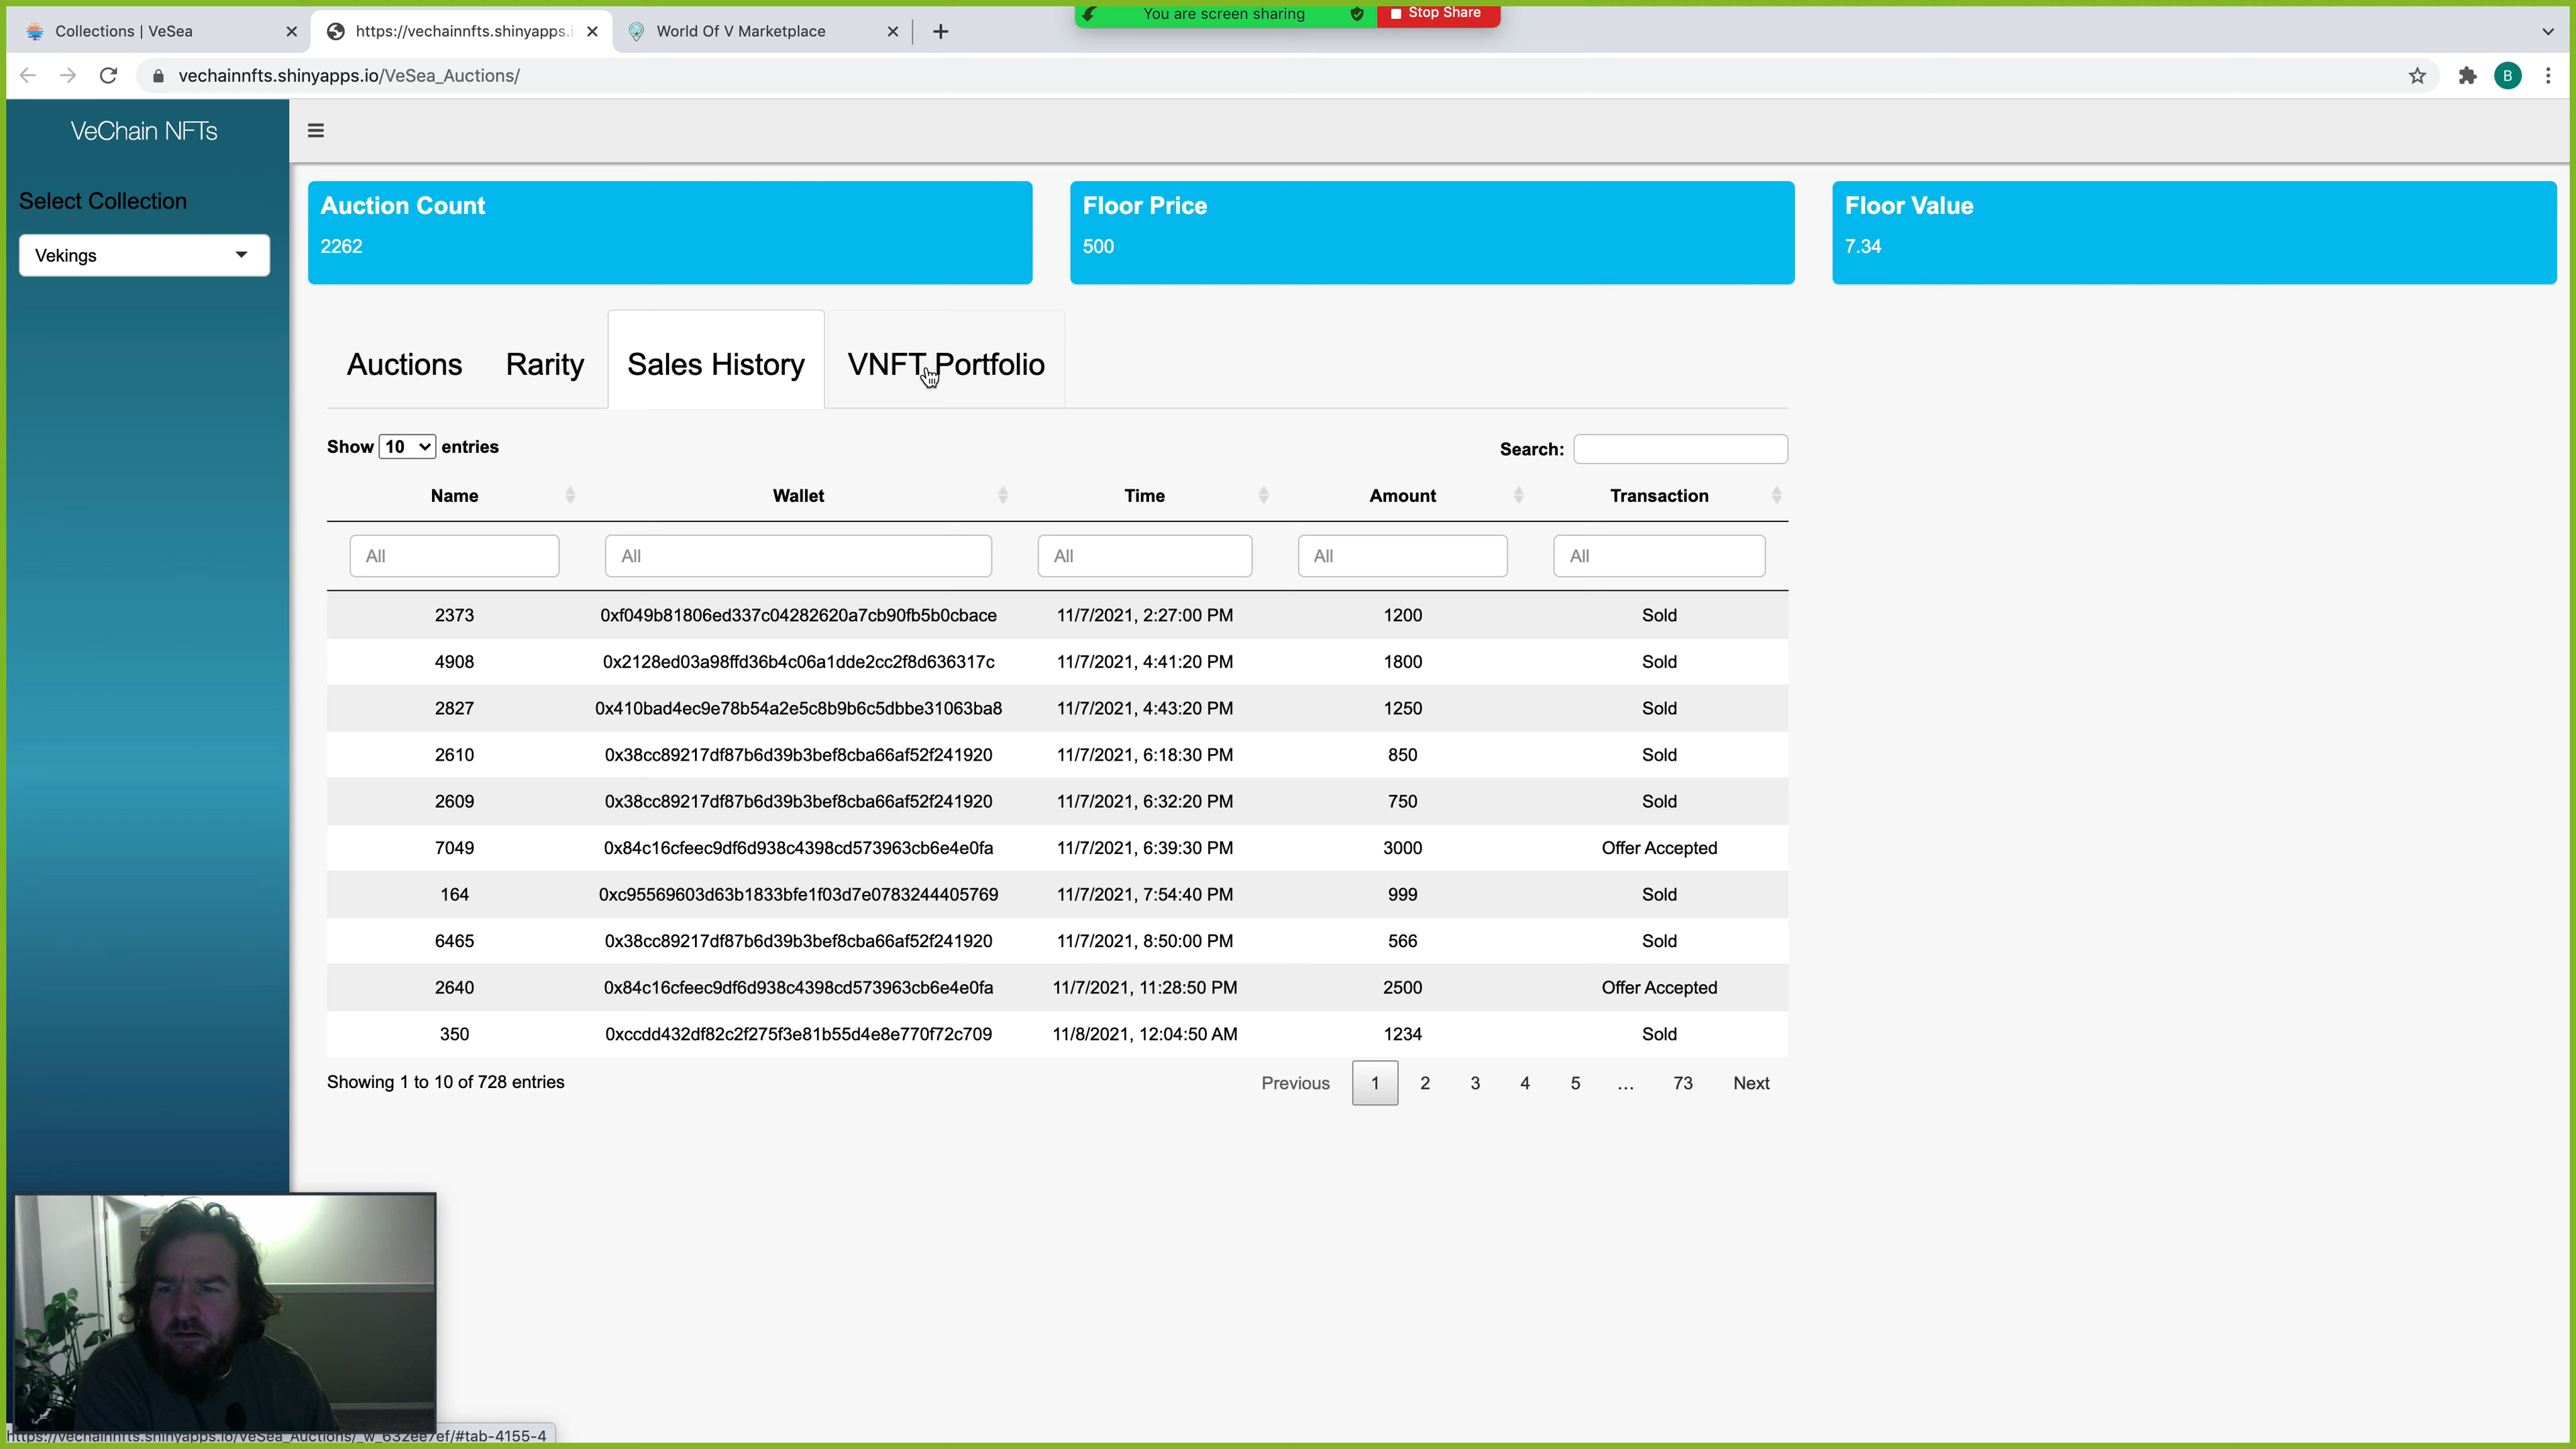 Collections | VeSea
https://vechainnfts.shinyapps.i
World Of V Marketplace
You are screen sharing
Stop Share
vechainnfts.shinyapps.io/VeSea_Auctions/
B
VeChain NFTs
Select Collection
Vekings
Auction Count
2262
Floor Price
500
Floor Value
7.34
Auctions
Rarity
Sales History
VNFT Portfolio
Show 10 entries
Search:
Name Wallet Time Amount Transaction
All All All All All
2373 0xf049b81806ed337c04282620a7cb90fb5b0cbace 11/7/2021, 2:27:00 PM 1200 Sold
4908 0x2128ed03a98ffd36b4c06a1dde2cc2f8d636317c 11/7/2021, 4:41:20 PM 1800 Sold
2827 0x410bad4ec9e78b54a2e5c8b9b6c5dbbe31063ba8 11/7/2021, 4:43:20 PM 1250 Sold
2610 0x38cc89217df87b6d39b3bef8cba66af52f241920 11/7/2021, 6:18:30 PM 850 Sold
2609 0x38cc89217df87b6d39b3bef8cba66af52f241920 11/7/2021, 6:32:20 PM 750 Sold
7049 0x84c16cfeec9df6d938c4398cd573963cb6e4e0fa 11/7/2021, 6:39:30 PM 3000 Offer Accepted
164 0xc95569603d63b1833bfe1f03d7e0783244405769 11/7/2021, 7:54:40 PM 999 Sold
6465 0x38cc89217df87b6d39b3bef8cba66af52f241920 11/7/2021, 8:50:00 PM 566 Sold
2640 0x84c16cfeec9df6d938c4398cd573963cb6e4e0fa 11/7/2021, 11:28:50 PM 2500 Offer Accepted
350 0xccdd432df82c2f275f3e81b55d4e8e770f72c709 11/8/2021, 12:04:50 AM 1234 Sold
Showing 1 to 10 of 728 entries
Previous 1 2 3 4 5 … 73 Next
https://vechainnfts.shinyapps.io/VeSea_Auctions/_w_632ee7ef/#tab-4155-4